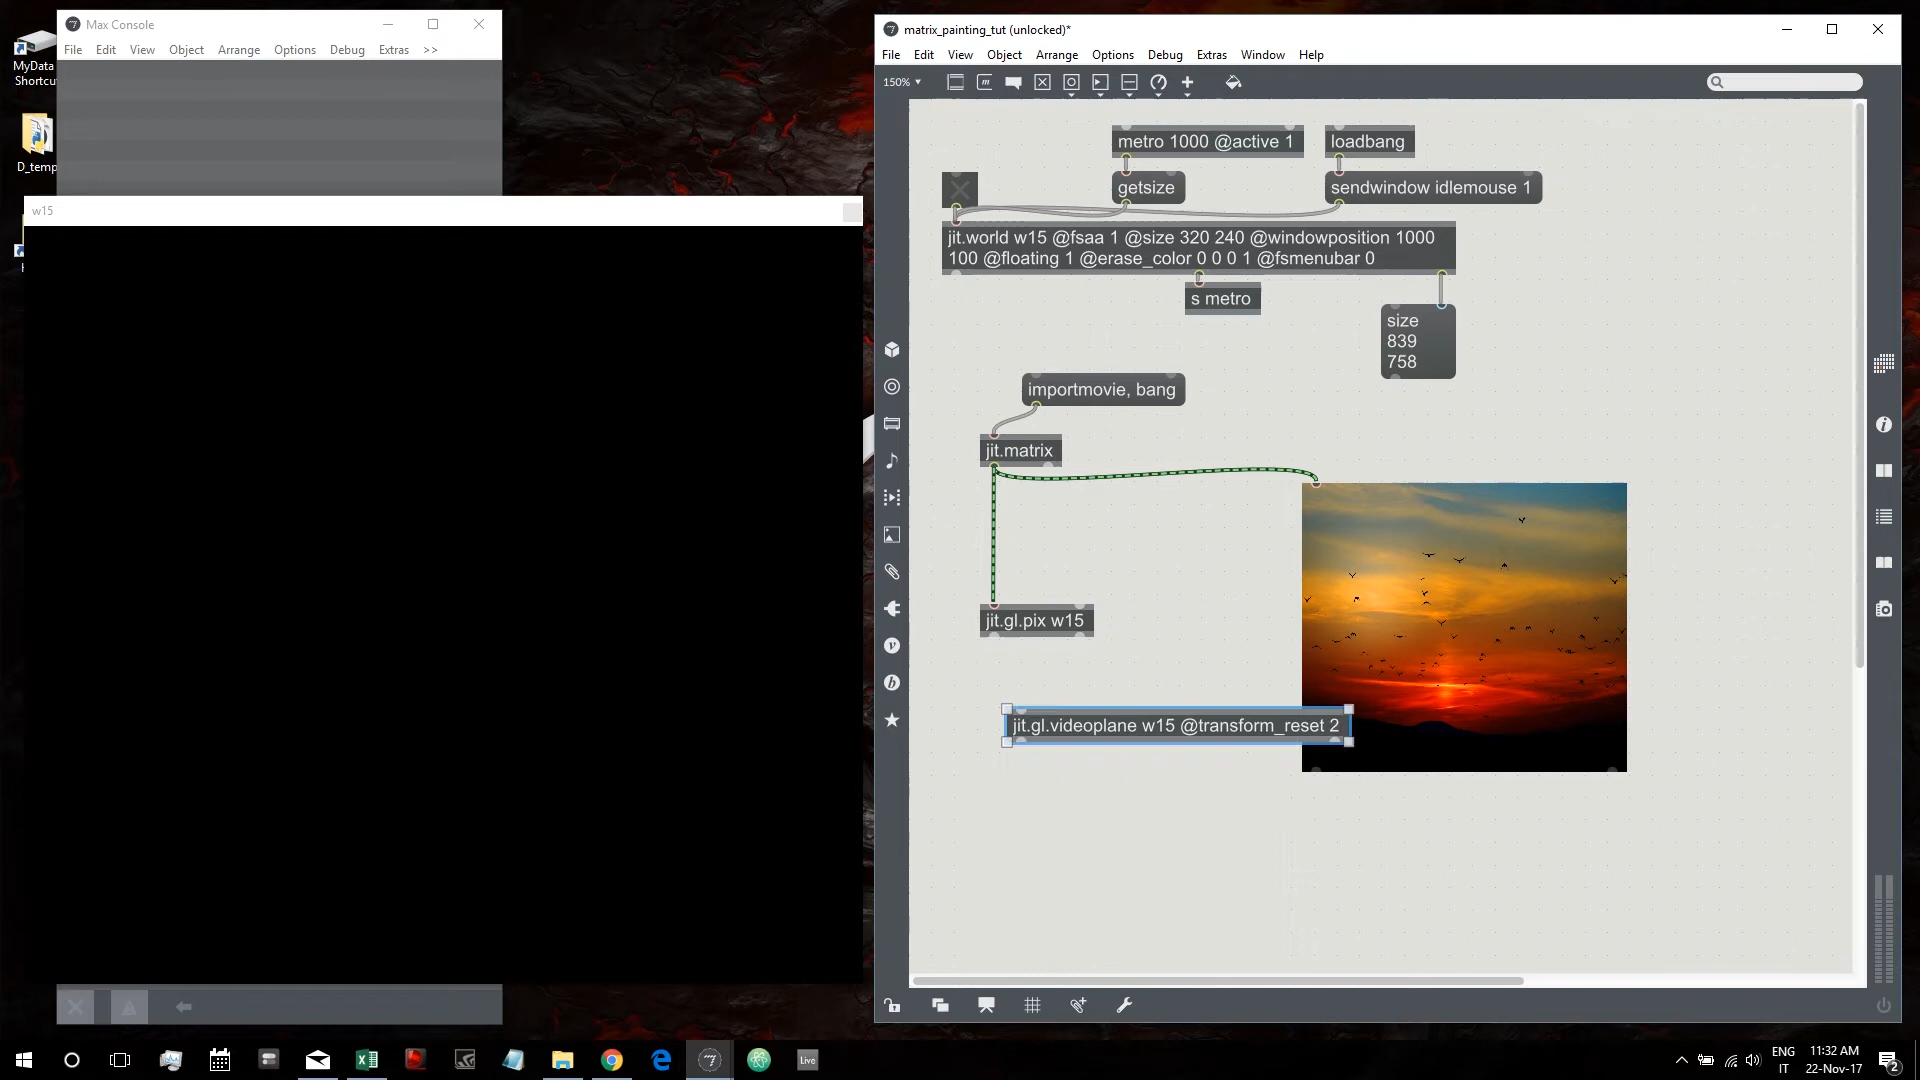 MyData
Shortcu
D_temp
Max Console
File Edit View Object Arrange Options Debug Extras >>
w15
matrix_painting_tut (unlocked)*
File Edit View Object Arrange Options Debug Extras Window Help
150%
metro 1000 @active 1
loadbang
getsize
sendwindow idlemouse 1
jit.world w15 @fsaa 1 @size 320 240 @windowposition 1000
100 @floating 1 @erase_color 0 0 0 1 @fsmenubar 0
s metro
size
839
758
importmovie, bang
jit.matrix
jit.gl.pix w15
jit.gl.videoplane w15 @transform_reset 2
Live
ENG
IT
11:32 AM
22-Nov-17
2